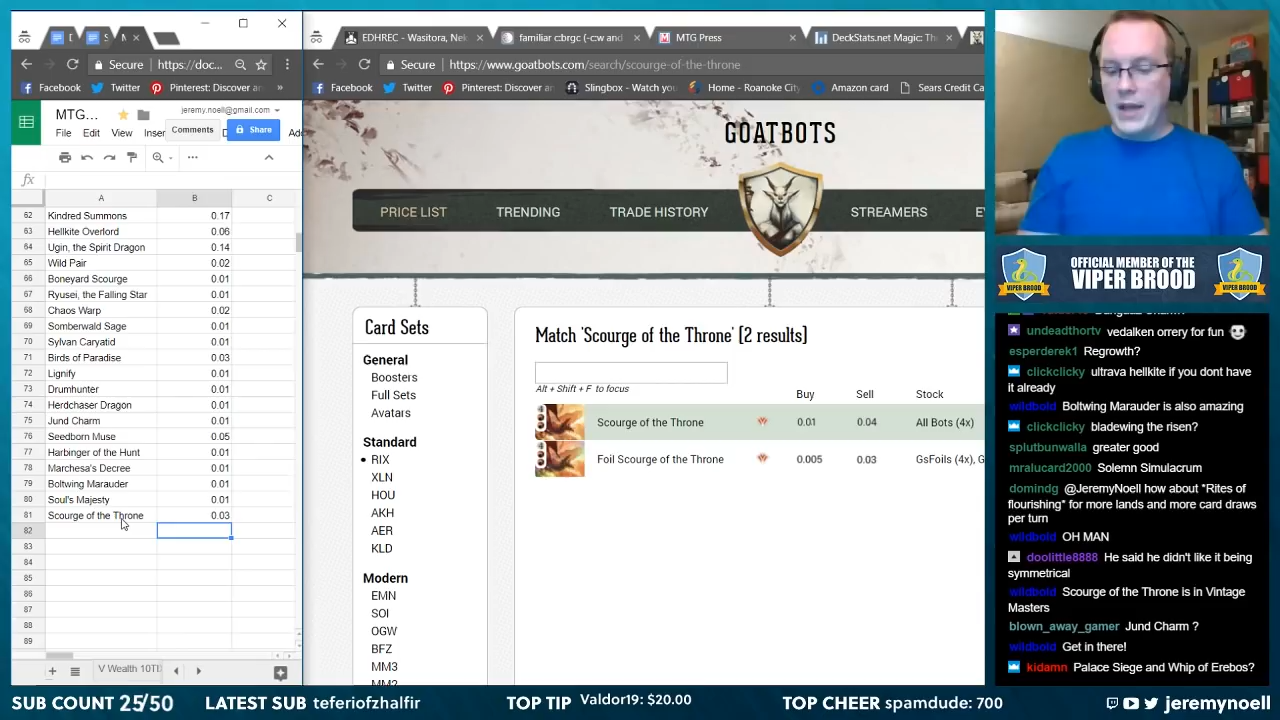 Secure https://doc...
Facebook Twitter Pinterest: Discover ar
MTG... jeremy.noell@gmail.com
File Edit View Inser Comments Share
fx
A B C
62 Kindred Summons 0.17
63 Hellkite Overlord 0.06
64 Ugin, the Spirit Dragon 0.14
65 Wild Pair 0.02
66 Boneyard Scourge 0.01
67 Ryusei, the Falling Star 0.01
68 Chaos Warp 0.02
69 Somberwald Sage 0.01
70 Sylvan Caryatid 0.01
71 Birds of Paradise 0.03
72 Lignify 0.01
73 Drumhunter 0.01
74 Herdchaser Dragon 0.01
75 Jund Charm 0.01
76 Seedborn Muse 0.05
77 Harbinger of the Hunt 0.01
78 Marchesa's Decree 0.01
79 Boltwing Marauder 0.01
80 Soul's Majesty 0.01
81 Scourge of the Throne 0.03
82
83
84
85
86
87
88
89
V Wealth 10TI
EDHREC - Wasitora, Nek familiar c:brgc (-c:w and MTG Press DeckStats.net Magic: Th
Secure https://www.goatbots.com/search/scourge-of-the-throne
Facebook Twitter Pinterest: Discover an Slingbox - Watch you Home - Roanoke City Amazon card Sears Credit Ca
GOATBOTS
PRICE LIST TRENDING TRADE HISTORY STREAMERS
Card Sets
General
Boosters
Full Sets
Avatars
Standard
RIX
XLN
HOU
AKH
AER
KLD
Modern
EMN
SOI
OGW
BFZ
MM3
MM2
Match 'Scourge of the Throne' (2 results)
Alt + Shift + F to focus
Buy Sell Stock
Scourge of the Throne 0.01 0.04 All Bots (4x)
Foil Scourge of the Throne 0.005 0.03 GsFoils (4x), G
OFFICIAL MEMBER OF THE
VIPER BROOD
undeadthortv vedalken orrery for fun
esperderek1 Regrowth?
clickclicky ultrava hellkite if you dont have
it already
wildbold Boltwing Marauder is also amazing
clickclicky bladewing the risen?
splutbunwalla greater good
mralucard2000 Solemn Simulacrum
domindg @JeremyNoell how about *Rites of
flourishing* for more lands and more card draws
per turn
wildbold OH MAN
doolittle8888 He said he didn't like it being
symmetrical
wildbold Scourge of the Throne is in Vintage
Masters
blown_away_gamer Jund Charm ?
wildbold Get in there!
kidamn Palace Siege and Whip of Erebos?
SUB COUNT 25/50 LATEST SUB teferiofzhalfir TOP TIP Valdor19: $20.00 TOP CHEER spamdude: 700 jeremynoell